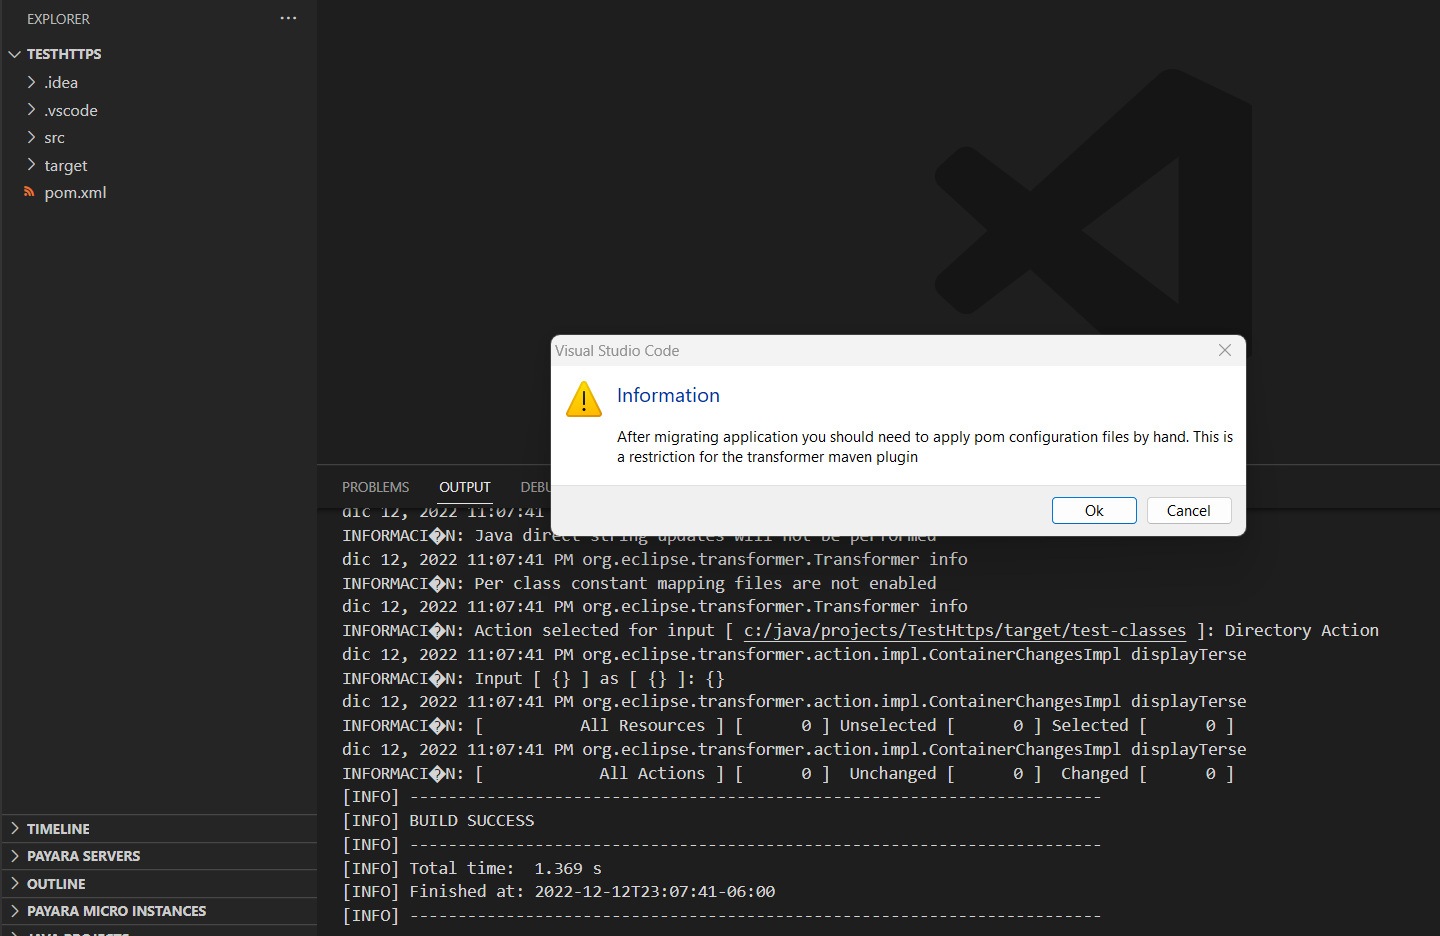 EXPLORER
···
TESTHTTPS
.idea
.vscode
src
target
pom.xml
TIMELINE
PAYARA SERVERS
OUTLINE
PAYARA MICRO INSTANCES
JAVA PROJECTS
Visual Studio Code
Information
After migrating application you should need to apply pom configuration files by hand. This is
a restriction for the transformer maven plugin
Ok
Cancel
PROBLEMS OUTPUT DEBU
dic 12, 2022 11:07:41
INFORMACI�N: Java direct string updates will not be performed
dic 12, 2022 11:07:41 PM org.eclipse.transformer.Transformer info
INFORMACI�N: Per class constant mapping files are not enabled
dic 12, 2022 11:07:41 PM org.eclipse.transformer.Transformer info
INFORMACI�N: Action selected for input [ c:/java/projects/TestHttps/target/test-classes ]: Directory Action
dic 12, 2022 11:07:41 PM org.eclipse.transformer.action.impl.ContainerChangesImpl displayTerse
INFORMACI�N: Input [ {} ] as [ {} ]: {}
dic 12, 2022 11:07:41 PM org.eclipse.transformer.action.impl.ContainerChangesImpl displayTerse
INFORMACI�N: [          All Resources ] [      0 ] Unselected [      0 ] Selected [      0 ]
dic 12, 2022 11:07:41 PM org.eclipse.transformer.action.impl.ContainerChangesImpl displayTerse
INFORMACI�N: [            All Actions ] [      0 ]  Unchanged [      0 ]  Changed [      0 ]
[INFO] ------------------------------------------------------------------------
[INFO] BUILD SUCCESS
[INFO] ------------------------------------------------------------------------
[INFO] Total time:  1.369 s
[INFO] Finished at: 2022-12-12T23:07:41-06:00
[INFO] ------------------------------------------------------------------------